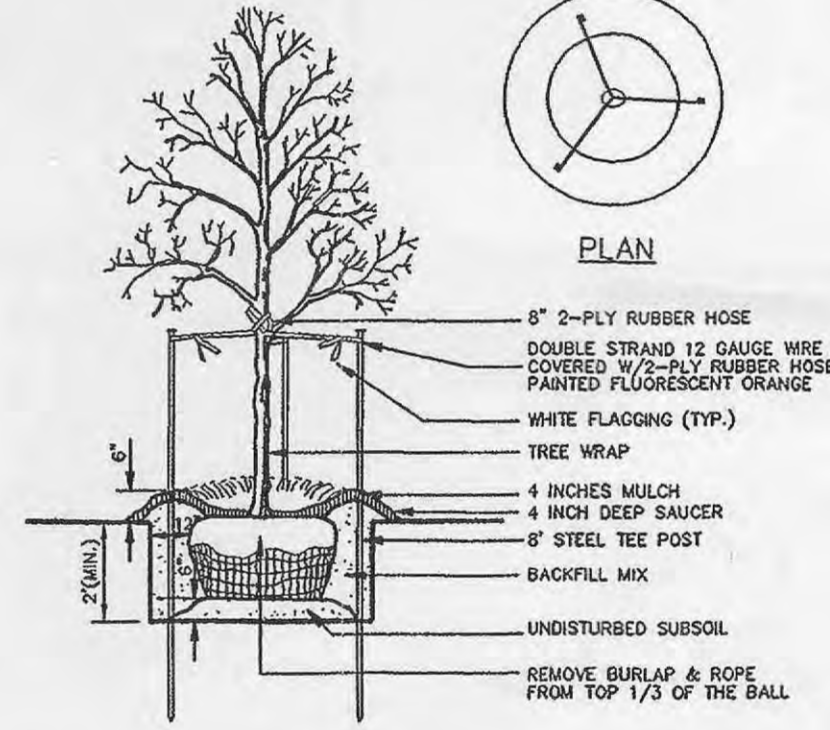 PLAN
8" 2-PLY RUBBER HOSE
DOUBLE STRAND 12 GAUGE WIRE
COVERED W/2-PLY RUBBER HOSE
PAINTED FLUORESCENT ORANGE
WHITE FLAGGING (TYP.)
TREE WRAP
6"
4 INCHES MULCH
4 INCH DEEP SAUCER
12"
8' STEEL TEE POST
2'(MIN.)
6"
BACKFILL MIX
UNDISTURBED SUBSOIL
REMOVE BURLAP & ROPE
FROM TOP 1/3 OF THE BALL